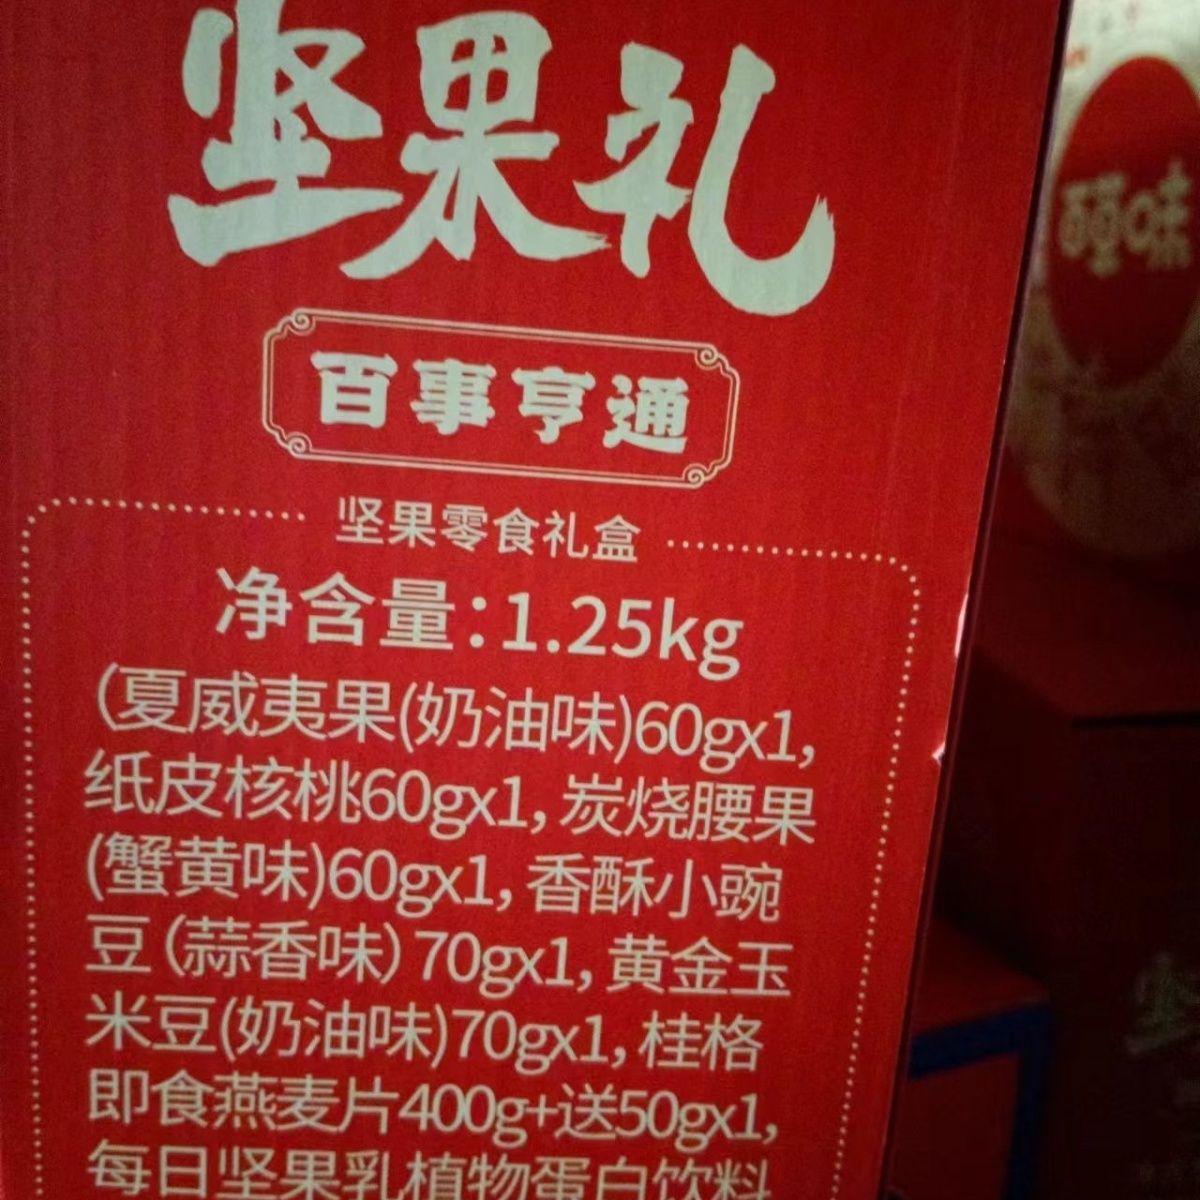 坚果礼
百事亨通
坚果零食礼盒
净含量：1.25kg
（夏威夷果(奶油味)60gx1,
纸皮核桃60gx1, 炭烧腰果
(蟹黄味)60gx1, 香酥小豌
豆（蒜香味）70gx1, 黄金玉
米豆(奶油味)70gx1, 桂格
即食燕麦片400g+送50gx1,
每日坚果乳植物蛋白饮料
百草味